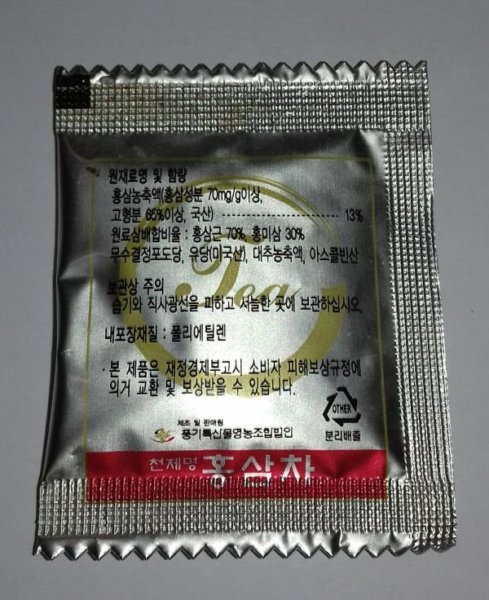 원재료명 및 함량
홍삼농축액(홍삼성분 70mg/g이상,
고형분 65%이상, 국산) 13%
원료삼배합비율 : 홍삼근 70%, 홍미삼 30%
무수결정포도당, 유당(미국산), 대추농축액, 아스콜빈산
Tea
보관상 주의
습기와 직사광선을 피하고 서늘한 곳에 보관하십시오.
내포장재질 : 폴리에틸렌
· 본 제품은 재정경제부고시 소비자 피해보상규정에
의거 교환 및 보상받을 수 있습니다.
제조 및 판매원
풍기특산물영농조합법인
OTHER
분리배출
천제명 홍삼차